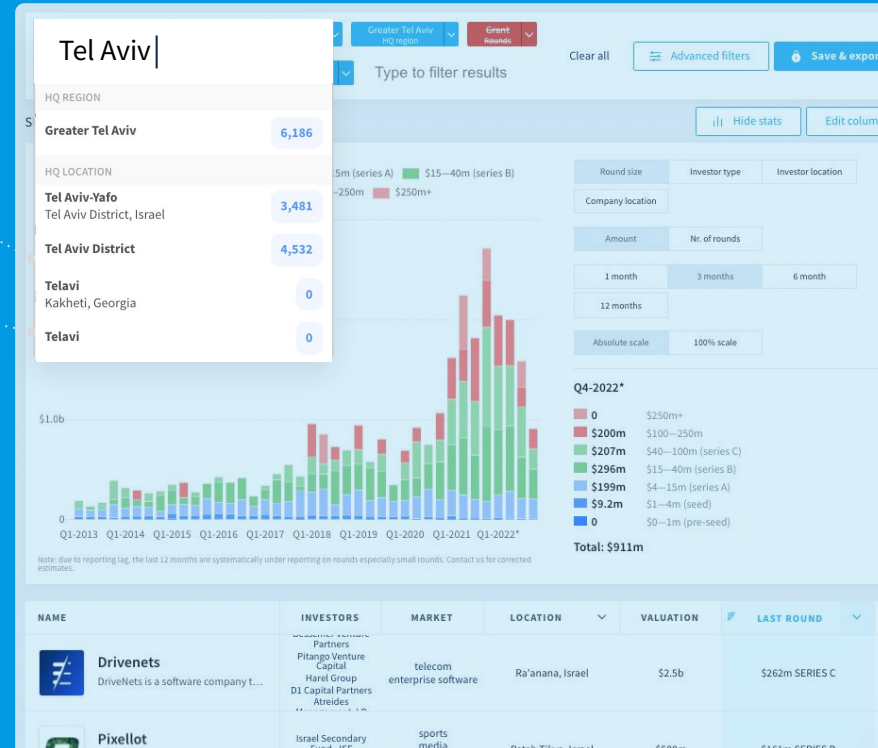 Tel Aviv
Greater Tel Aviv
HQ region
Grant
Rounds
Type to filter results
Clear all
Advanced filters
Save & expor
HQ REGION
Greater Tel Aviv
6,186
HQ LOCATION
Tel Aviv-Yafo
Tel Aviv District, Israel
3,481
Tel Aviv District
4,532
Telavi
Kakheti, Georgia
0
Telavi
0
S
Hide stats
Edit colum
5m (series A)
$15—40m (series B)
—250m
$250m+
$1.0b
0
Q1-2013 Q1-2014 Q1-2015 Q1-2016 Q1-2017 Q1-2018 Q1-2019 Q1-2020 Q1-2021 Q1-2022*
Note: due to reporting lag, the last 12 months are systematically under reporting on rounds especially small rounds. Contact us for corrected
estimates.
Round size
Investor type
Investor location
Company location
Amount
Nr. of rounds
1 month
3 months
6 month
12 months
Absolute scale
100% scale
Q4-2022*
0 $250m+
$200m $100—250m
$207m $40—100m (series C)
$296m $15—40m (series B)
$199m $4—15m (series A)
$9.2m $1—4m (seed)
0 $0—1m (pre-seed)
Total: $911m
NAME
INVESTORS
MARKET
LOCATION
VALUATION
LAST ROUND
Drivenets
DriveNets is a software company t...
Partners
Pitango Venture
Capital
Harel Group
D1 Capital Partners
Atreides
telecom
enterprise software
Ra'anana, Israel
$2.5b
$262m SERIES C
Pixellot
Israel Secondary
sports
media